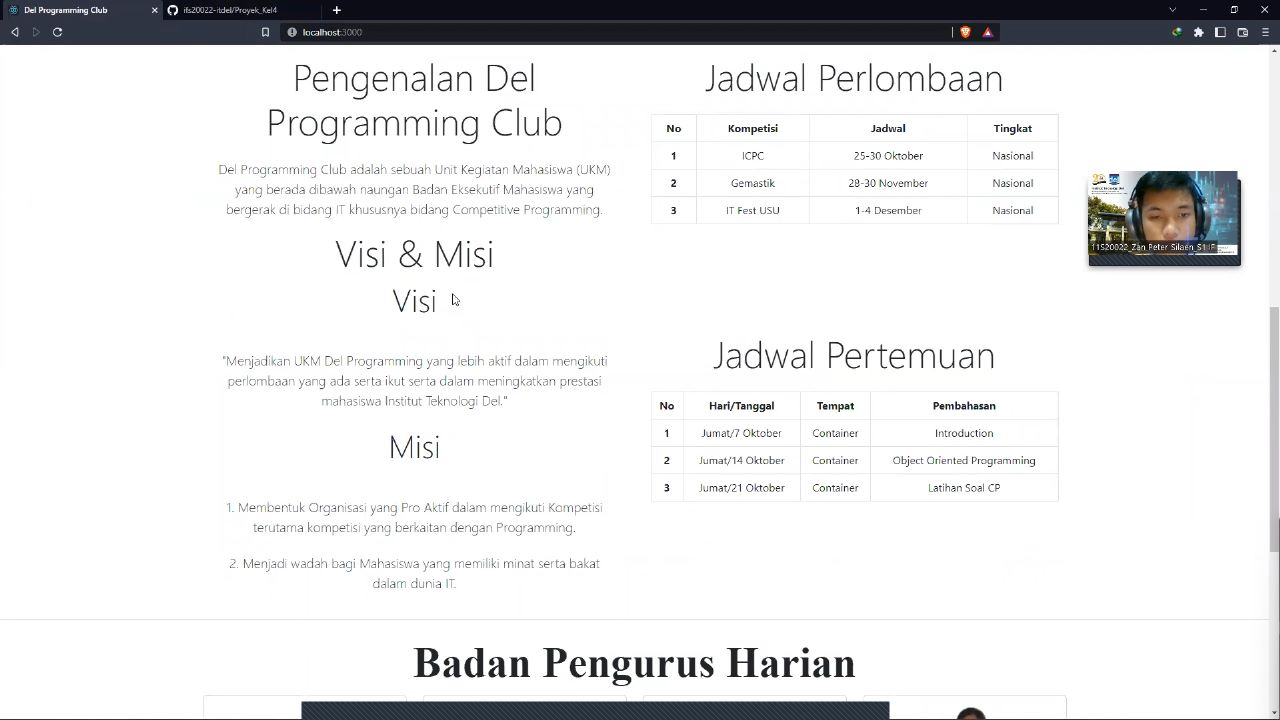 Del Programming Club
ifs20022-itdel/Proyek_Kel4
localhost:3000
Pengenalan Del
Programming Club
Del Programming Club adalah sebuah Unit Kegiatan Mahasiswa (UKM)
yang berada dibawah naungan Badan Eksekutif Mahasiswa yang
bergerak di bidang IT khususnya bidang Competitive Programming.
Visi & Misi
Visi
"Menjadikan UKM Del Programming yang lebih aktif dalam mengikuti
perlombaan yang ada serta ikut serta dalam meningkatkan prestasi
mahasiswa Institut Teknologi Del."
Misi
1. Membentuk Organisasi yang Pro Aktif dalam mengikuti Kompetisi
terutama kompetisi yang berkaitan dengan Programming.
2. Menjadi wadah bagi Mahasiswa yang memiliki minat serta bakat
dalam dunia IT.
Jadwal Perlombaan
No Kompetisi Jadwal Tingkat
1 ICPC 25-30 Oktober Nasional
2 Gemastik 28-30 November Nasional
3 IT Fest USU 1-4 Desember Nasional
11S20022_Zan Peter Silaen_S1 IF
Jadwal Pertemuan
No Hari/Tanggal Tempat Pembahasan
1 Jumat/7 Oktober Container Introduction
2 Jumat/14 Oktober Container Object Oriented Programming
3 Jumat/21 Oktober Container Latihan Soal CP
Badan Pengurus Harian